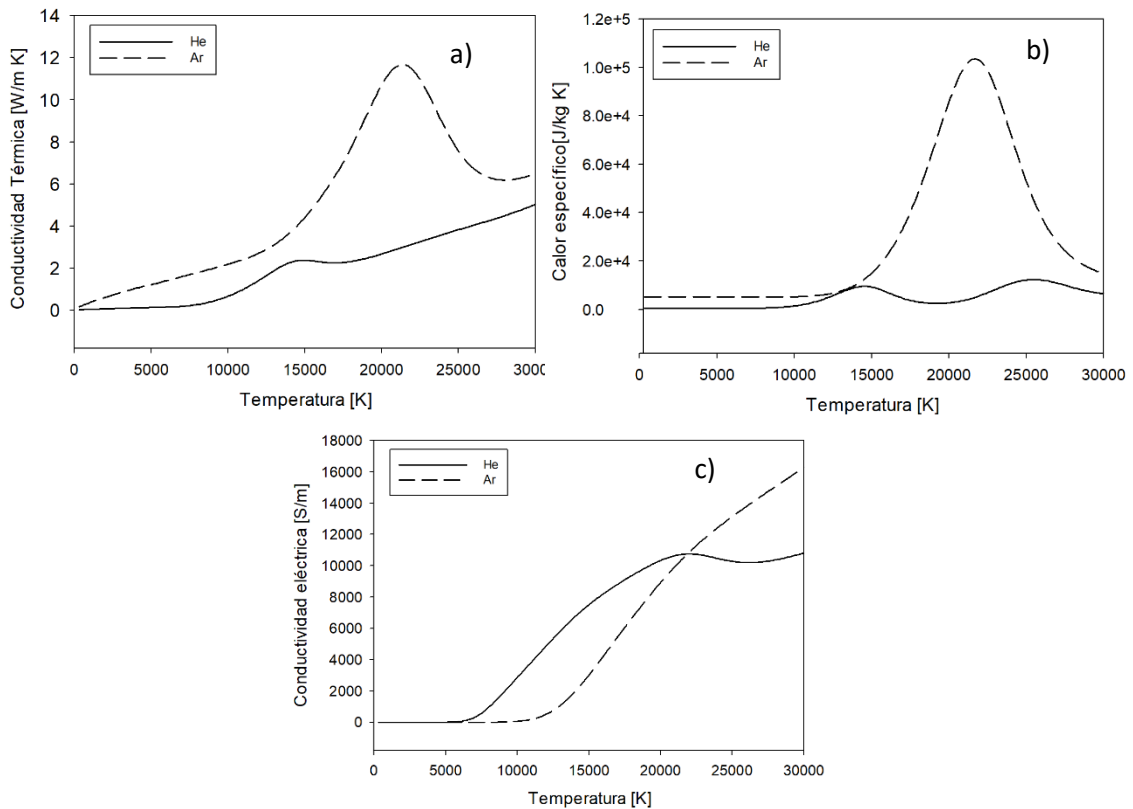 Conductividad Térmica [W/m K]
14
12
10
8
6
4
2
0
He
Ar
a)
0 5000 10000 15000 20000 25000 3000
Temperatura [K]
Calor específico[J/kg K]
1.2e+5
1.0e+5
8.0e+4
6.0e+4
4.0e+4
2.0e+4
0.0
He
Ar
b)
0 5000 10000 15000 20000 25000 30000
Temperatura [K]
Conductividad eléctrica [S/m]
18000
16000
14000
12000
10000
8000
6000
4000
2000
0
He
Ar
c)
0 5000 10000 15000 20000 25000 30000
Temperatura [K]